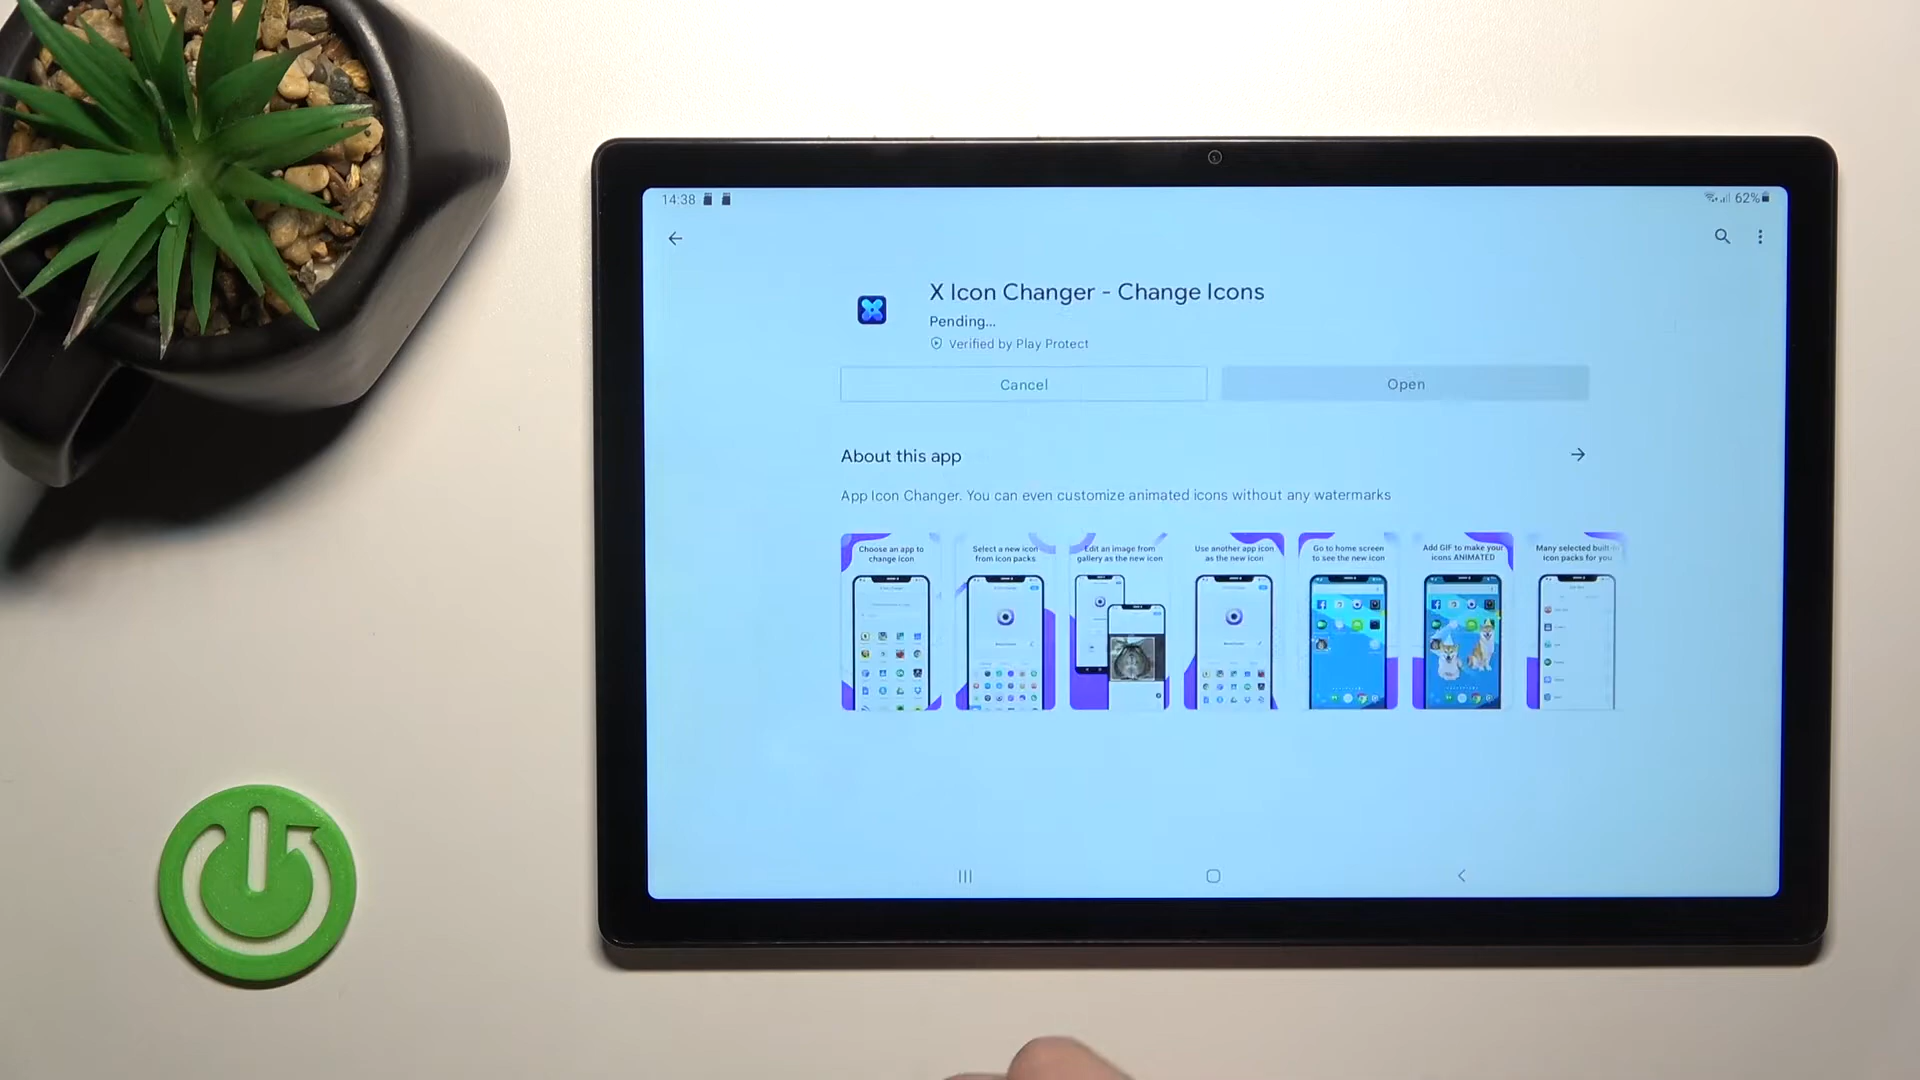 14:38
62%
X Icon Changer - Change Icons
Pending...
Verified by Play Protect
Cancel
Open
About this app
App Icon Changer. You can even customize animated icons without any watermarks
Choose an app to
change icon
Select a new icon
from icon packs
Edit an image from
gallery as the new icon
Use another app icon
as the new icon
Go to home screen
to see the new icon
Add GIF to make your
icons ANIMATED
Many selected built-in
icon packs for you